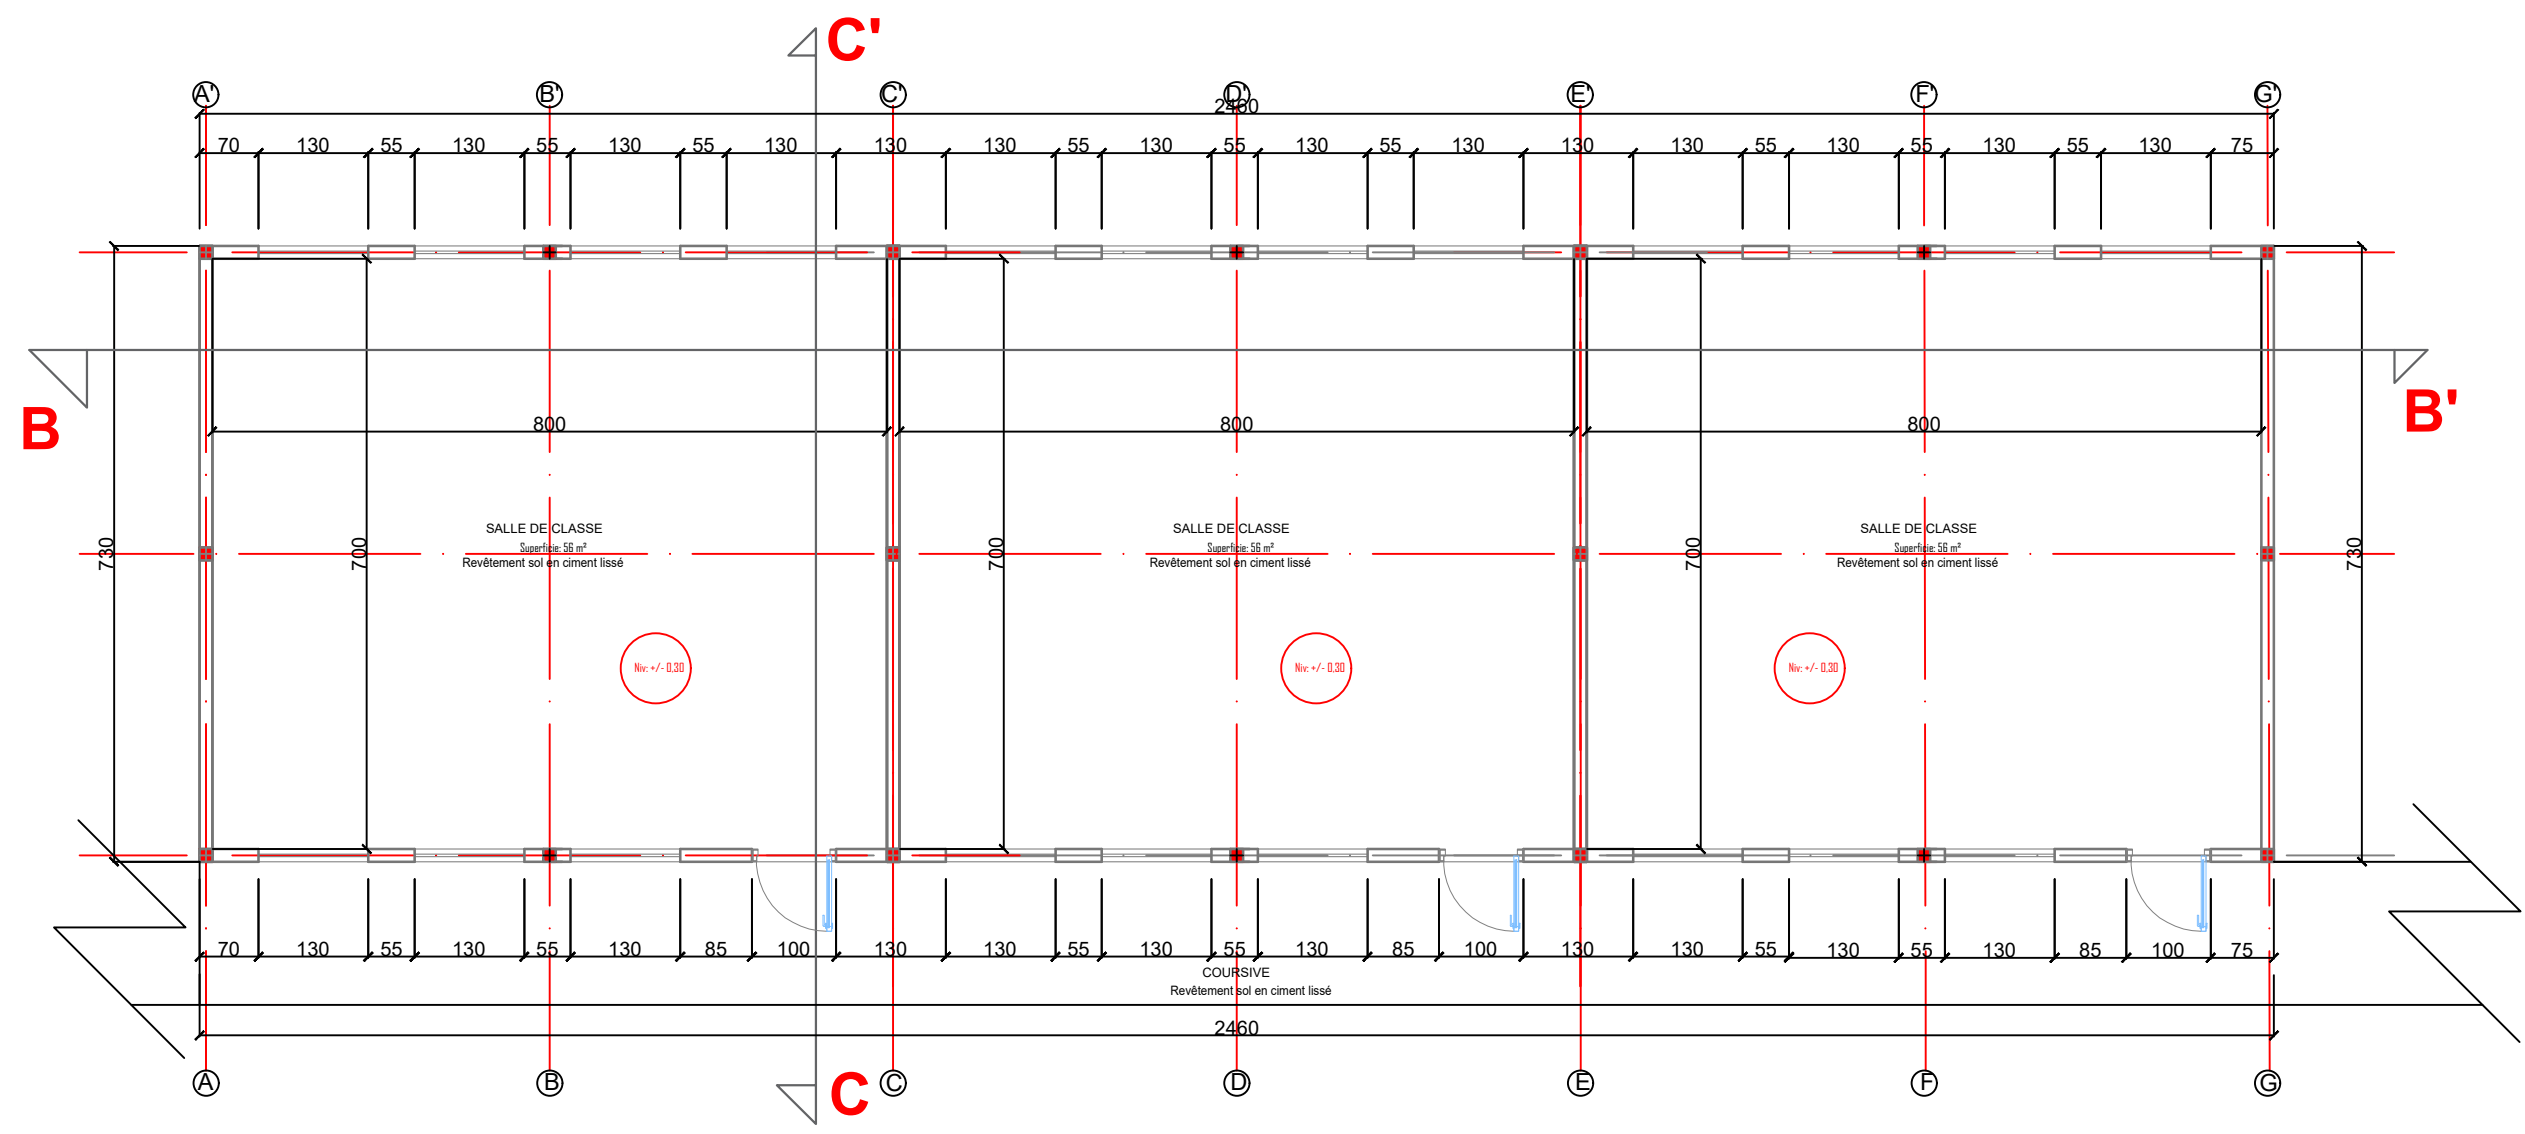 C'
A' B' C' D' E' F' G'
2460
70 130 55 130 55 130 55 130 130 130 55 130 55 130 55 130 130 130 55 130 55 130 55 130 75
B B'
800 800 800
730 700 700 700 730
SALLE DE CLASSE
Superficie: 56 m²
Revêtement sol en ciment lissé
SALLE DE CLASSE
Superficie: 56 m²
Revêtement sol en ciment lissé
SALLE DE CLASSE
Superficie: 56 m²
Revêtement sol en ciment lissé
Niv: +/- 0,30 Niv: +/- 0,30 Niv: +/- 0,30
70 130 55 130 55 130 85 100 130 130 55 130 55 130 85 100 130 130 55 130 55 130 85 100 75
COURSIVE
Revêtement sol en ciment lissé
2460
A B C D E F G
C